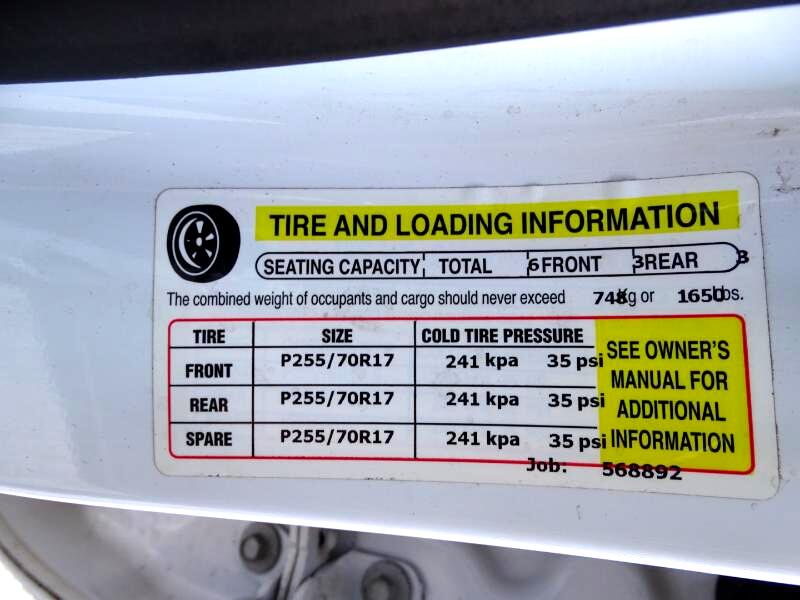 TIRE AND LOADING INFORMATION
SEATING CAPACITY TOTAL 6 FRONT 3 REAR 3
The combined weight of occupants and cargo should never exceed 748 kg or 1650 lbs.
TIRE SIZE COLD TIRE PRESSURE
FRONT P255/70R17 241 kpa 35 psi
REAR P255/70R17 241 kpa 35 psi
SPARE P255/70R17 241 kpa 35 psi
SEE OWNER'S
MANUAL FOR
ADDITIONAL
INFORMATION
Job: 568892